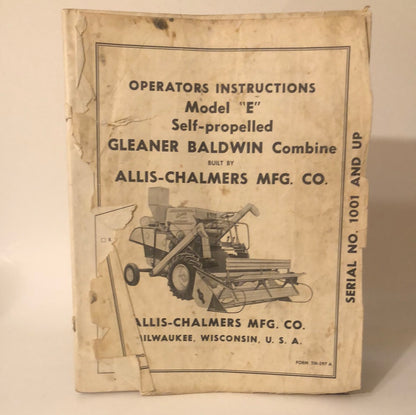 OPERATORS INSTRUCTIONS
Model "E"
Self-propelled
GLEANER BALDWIN Combine
BUILT BY
ALLIS-CHALMERS MFG. CO.
SERIAL NO. 1001 AND UP
ALLIS-CHALMERS MFG. CO.
MILWAUKEE, WISCONSIN, U. S. A.
FORM